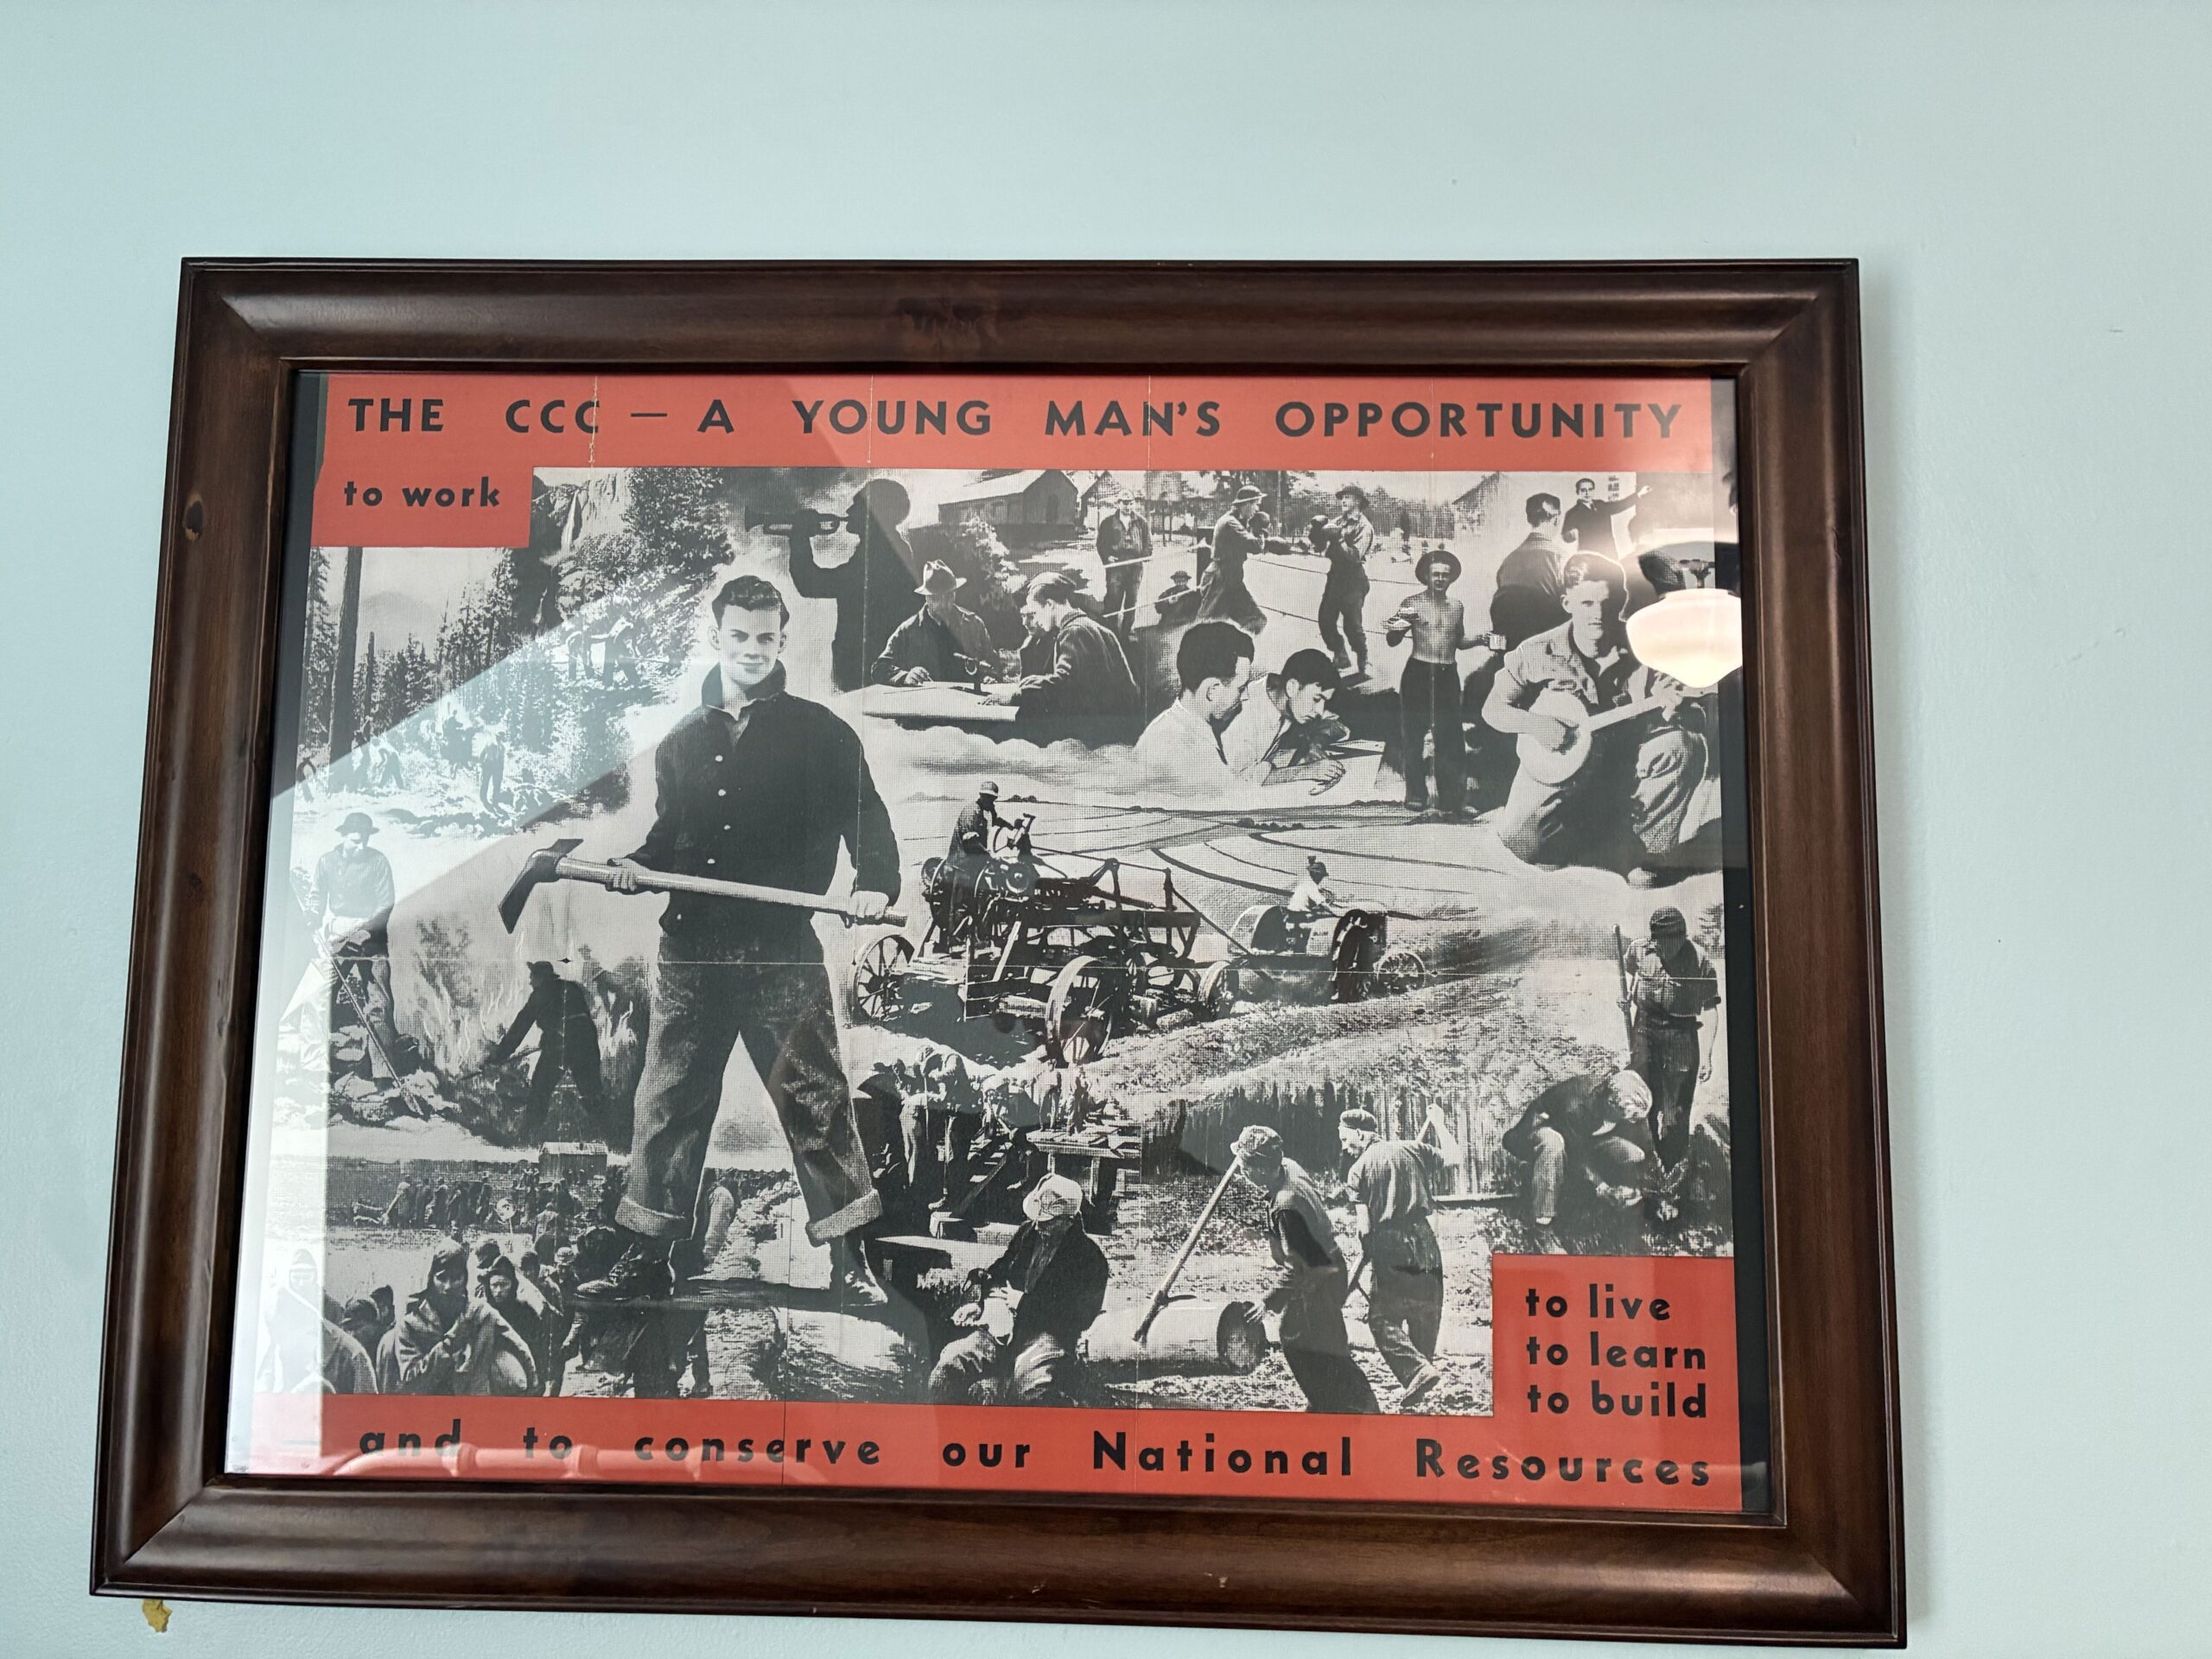 THE CCC — A YOUNG MAN'S OPPORTUNITY
to work
to live
to learn
to build
and to conserve our National Resources